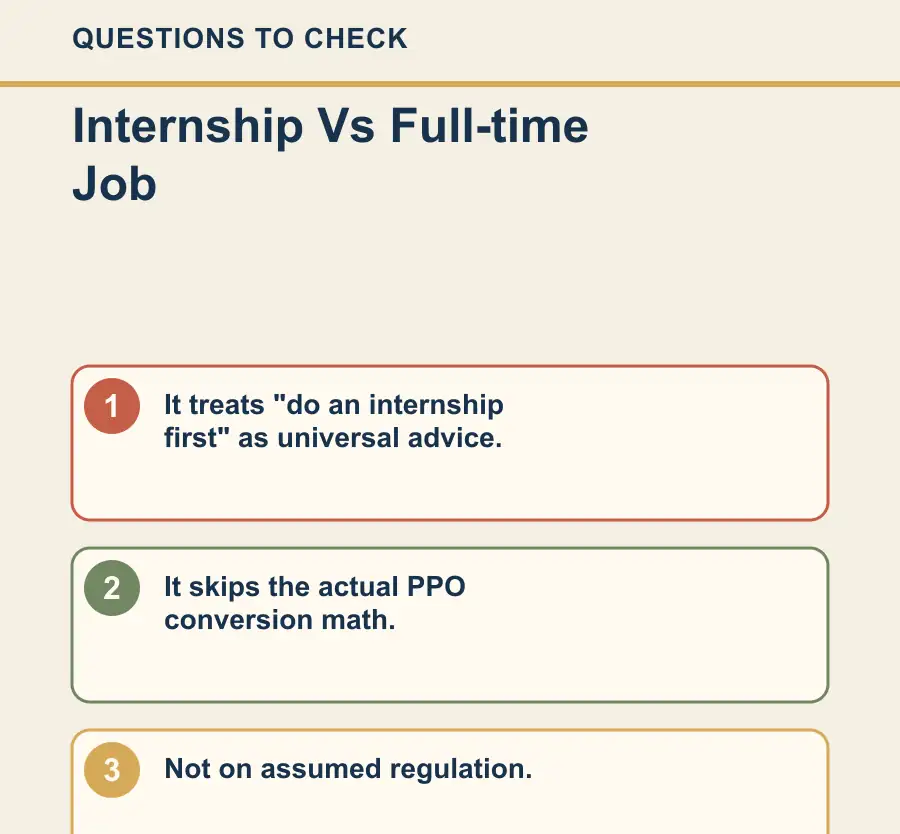 QUESTIONS TO CHECK
Internship Vs Full-time
Job
1
It treats "do an internship
first" as universal advice.
2
It skips the actual PPO
conversion math.
3
Not on assumed regulation.